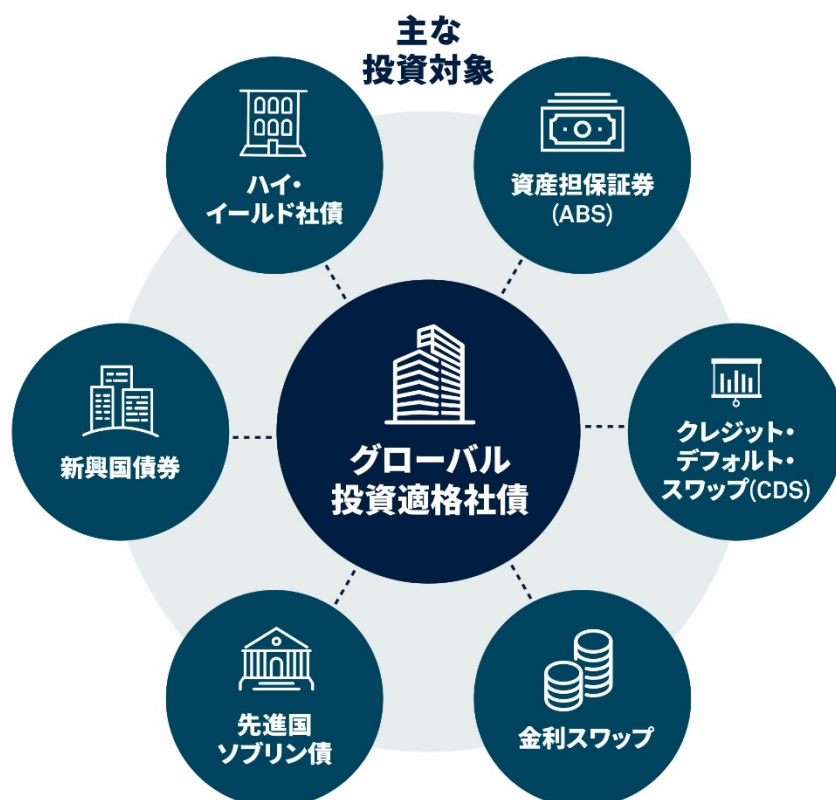 主な
投資対象
ハイ・
イールド社債
資産担保証券
(ABS)
新興国債券
グローバル
投資適格社債
クレジット・
デフォルト・
スワップ(CDS)
先進国
ソブリン債
金利スワップ